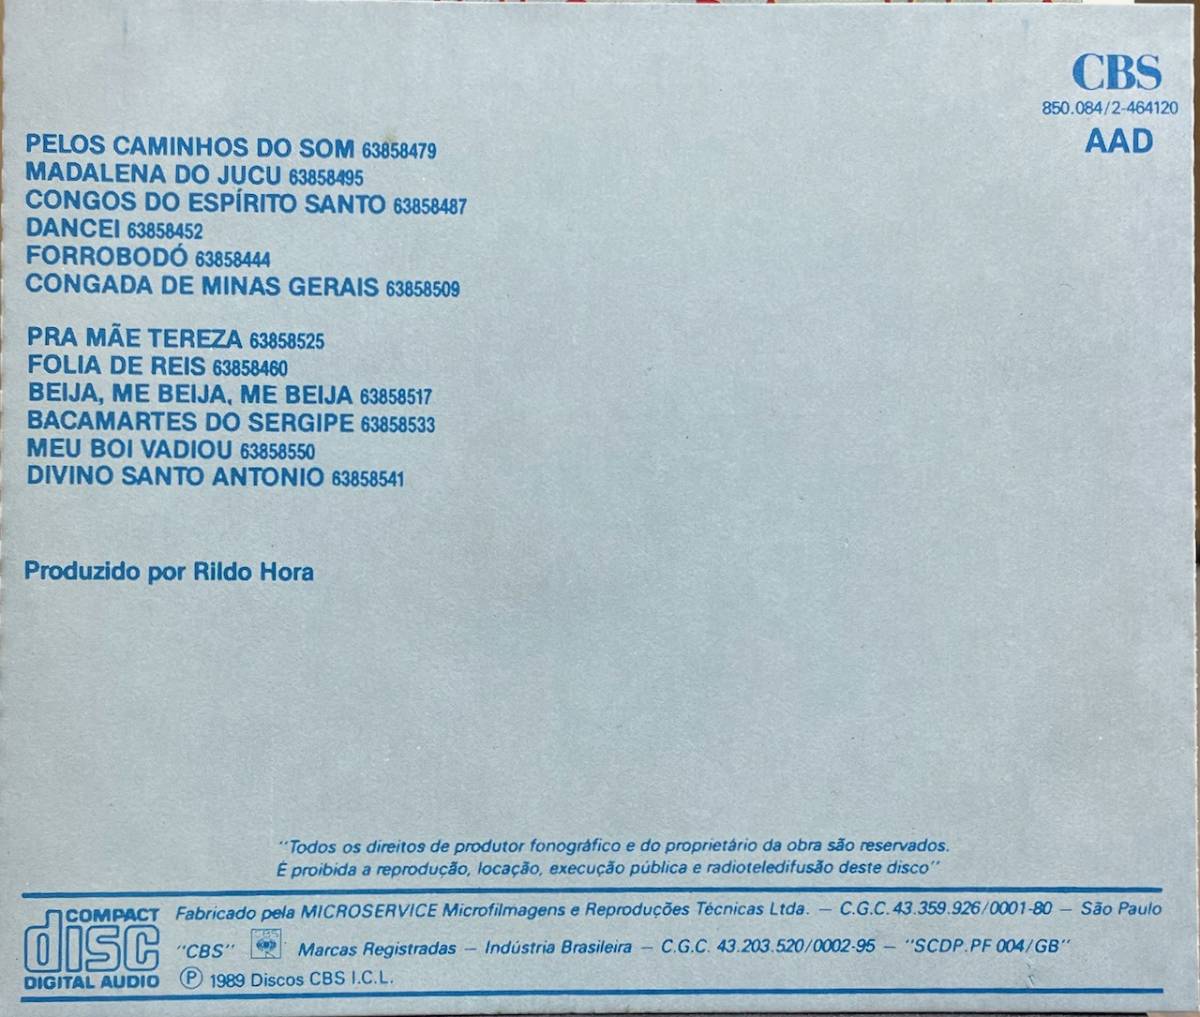 CBS
850.084/2-464120
AAD
PELOS CAMINHOS DO SOM 63858479
MADALENA DO JUCU 63858495
CONGOS DO ESPÍRITO SANTO 63858487
DANCEI 63858452
FORROBODÓ 63858444
CONGADA DE MINAS GERAIS 63858509
PRA MÃE TEREZA 63858525
FOLIA DE REIS 63858460
BEIJA, ME BEIJA, ME BEIJA 63858517
BACAMARTES DO SERGIPE 63858533
MEU BOI VADIOU 63858550
DIVINO SANTO ANTONIO 63858541
Produzido por Rildo Hora
"Todos os direitos de produtor fonográfico e do proprietário da obra são reservados.
É proibida a reprodução, locação, execução pública e radioteledifusão deste disco"
COMPACT
disc
DIGITAL AUDIO
Fabricado pela MICROSERVICE Microfilmagens e Reproduções Técnicas Ltda. — C.G.C. 43.359.926/0001-80 — São Paulo
"CBS" CBS Marcas Registradas — Indústria Brasileira — C.G.C. 43.203.520/0002-95 — "SCDP.PF 004/GB"
Ⓟ 1989 Discos CBS I.C.L.